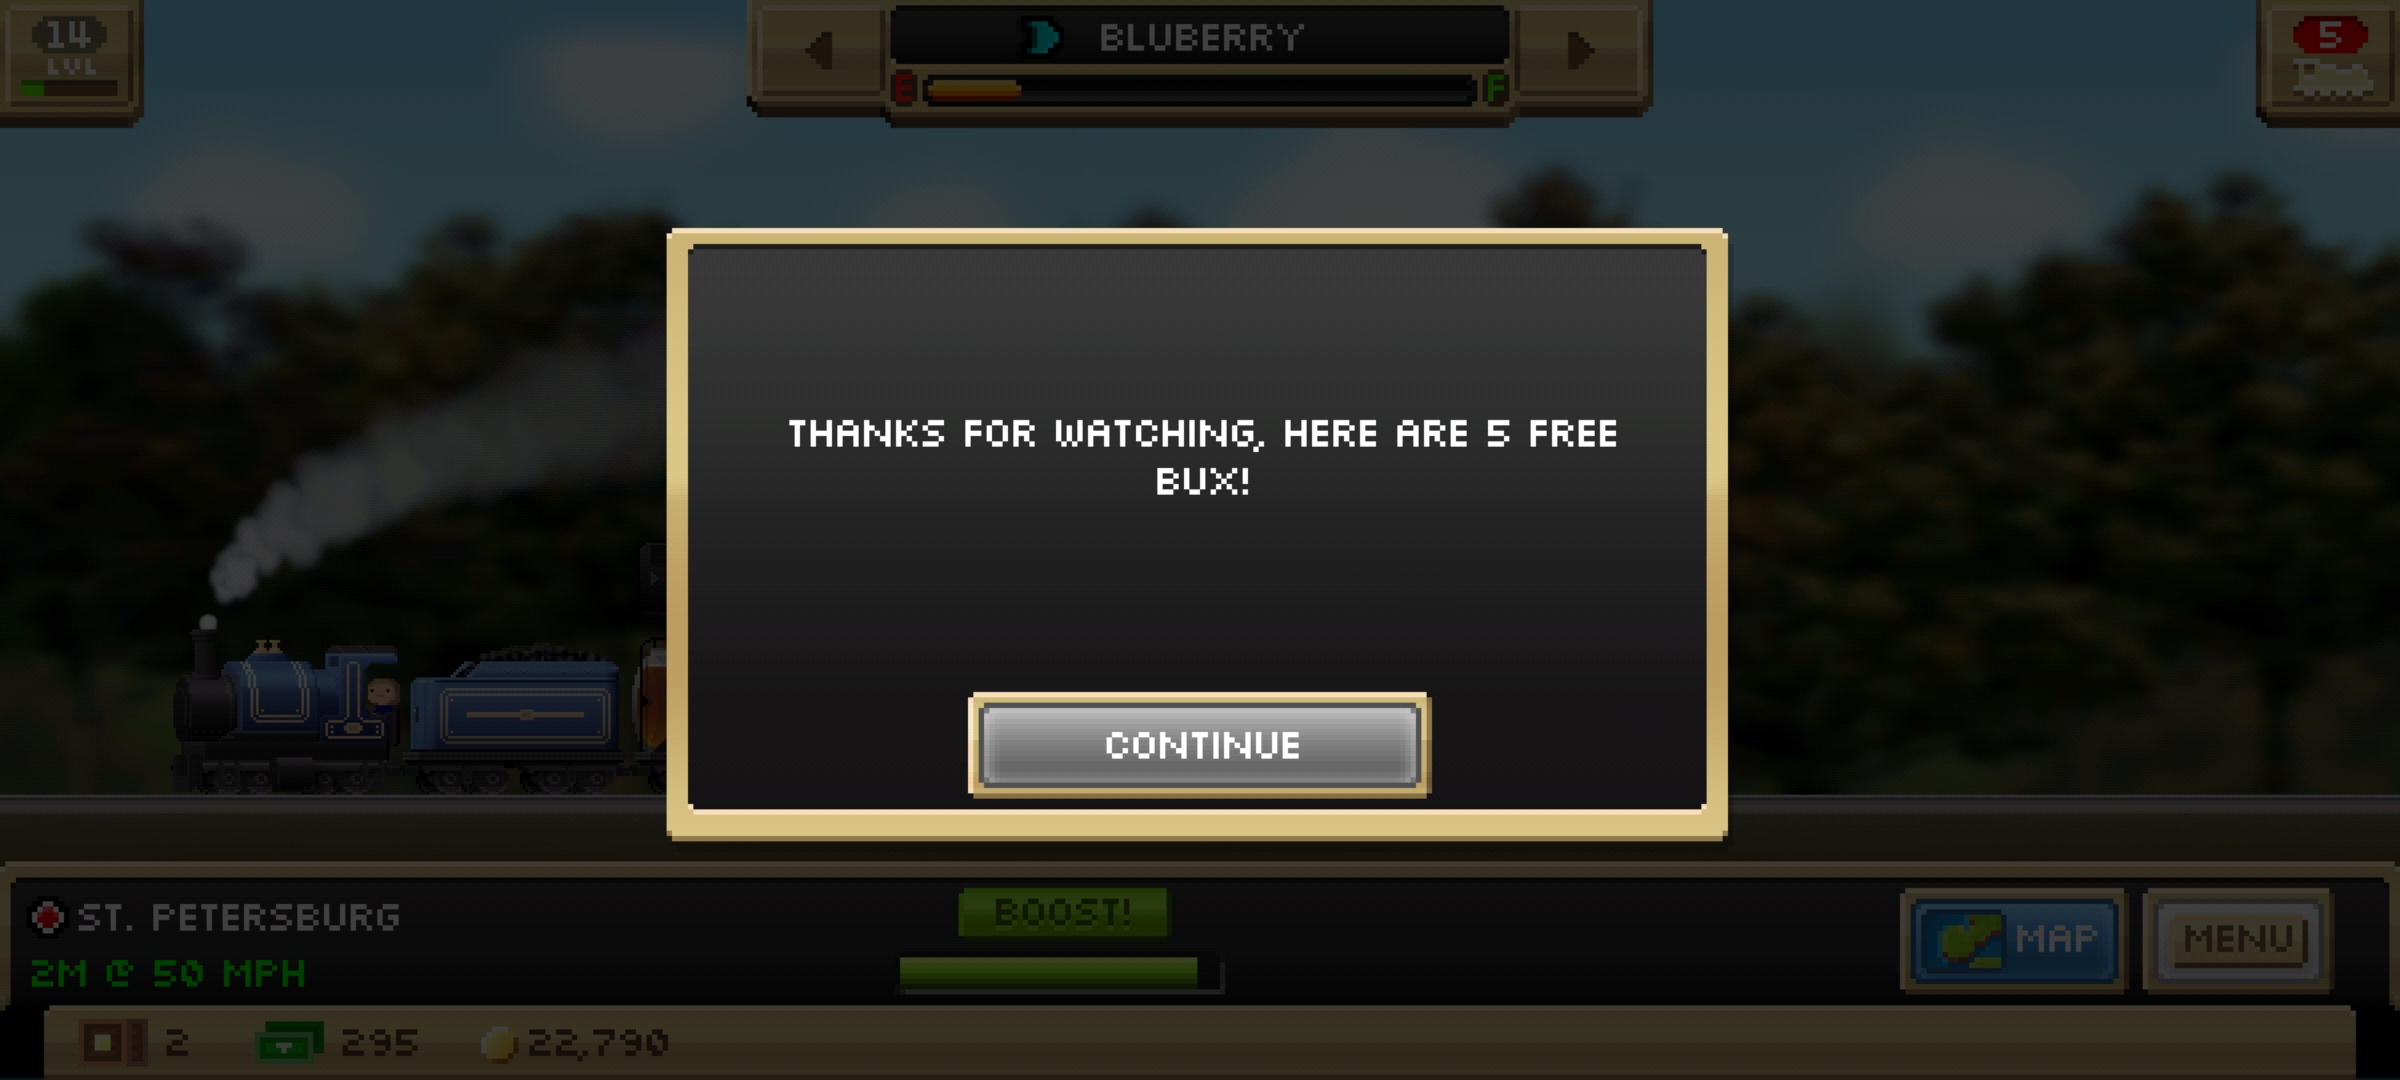 14
LVL
BLUBERRY
E F
5
THANKS FOR WATCHING, HERE ARE 5 FREE
BUX!
CONTINUE
ST. PETERSBURG
2M @ 50 MPH
BOOST!
MAP
MENU
2 295 22,790